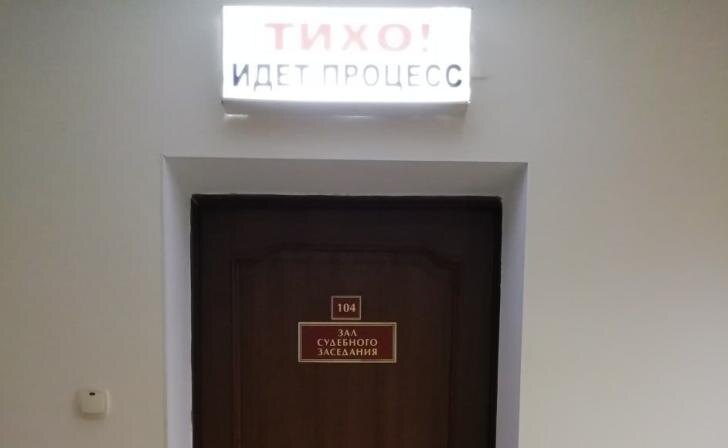 ТИХО!
ИДЕТ ПРОЦЕСС
104
ЗАЛ
СУДЕБНОГО
ЗАСЕДАНИЯ